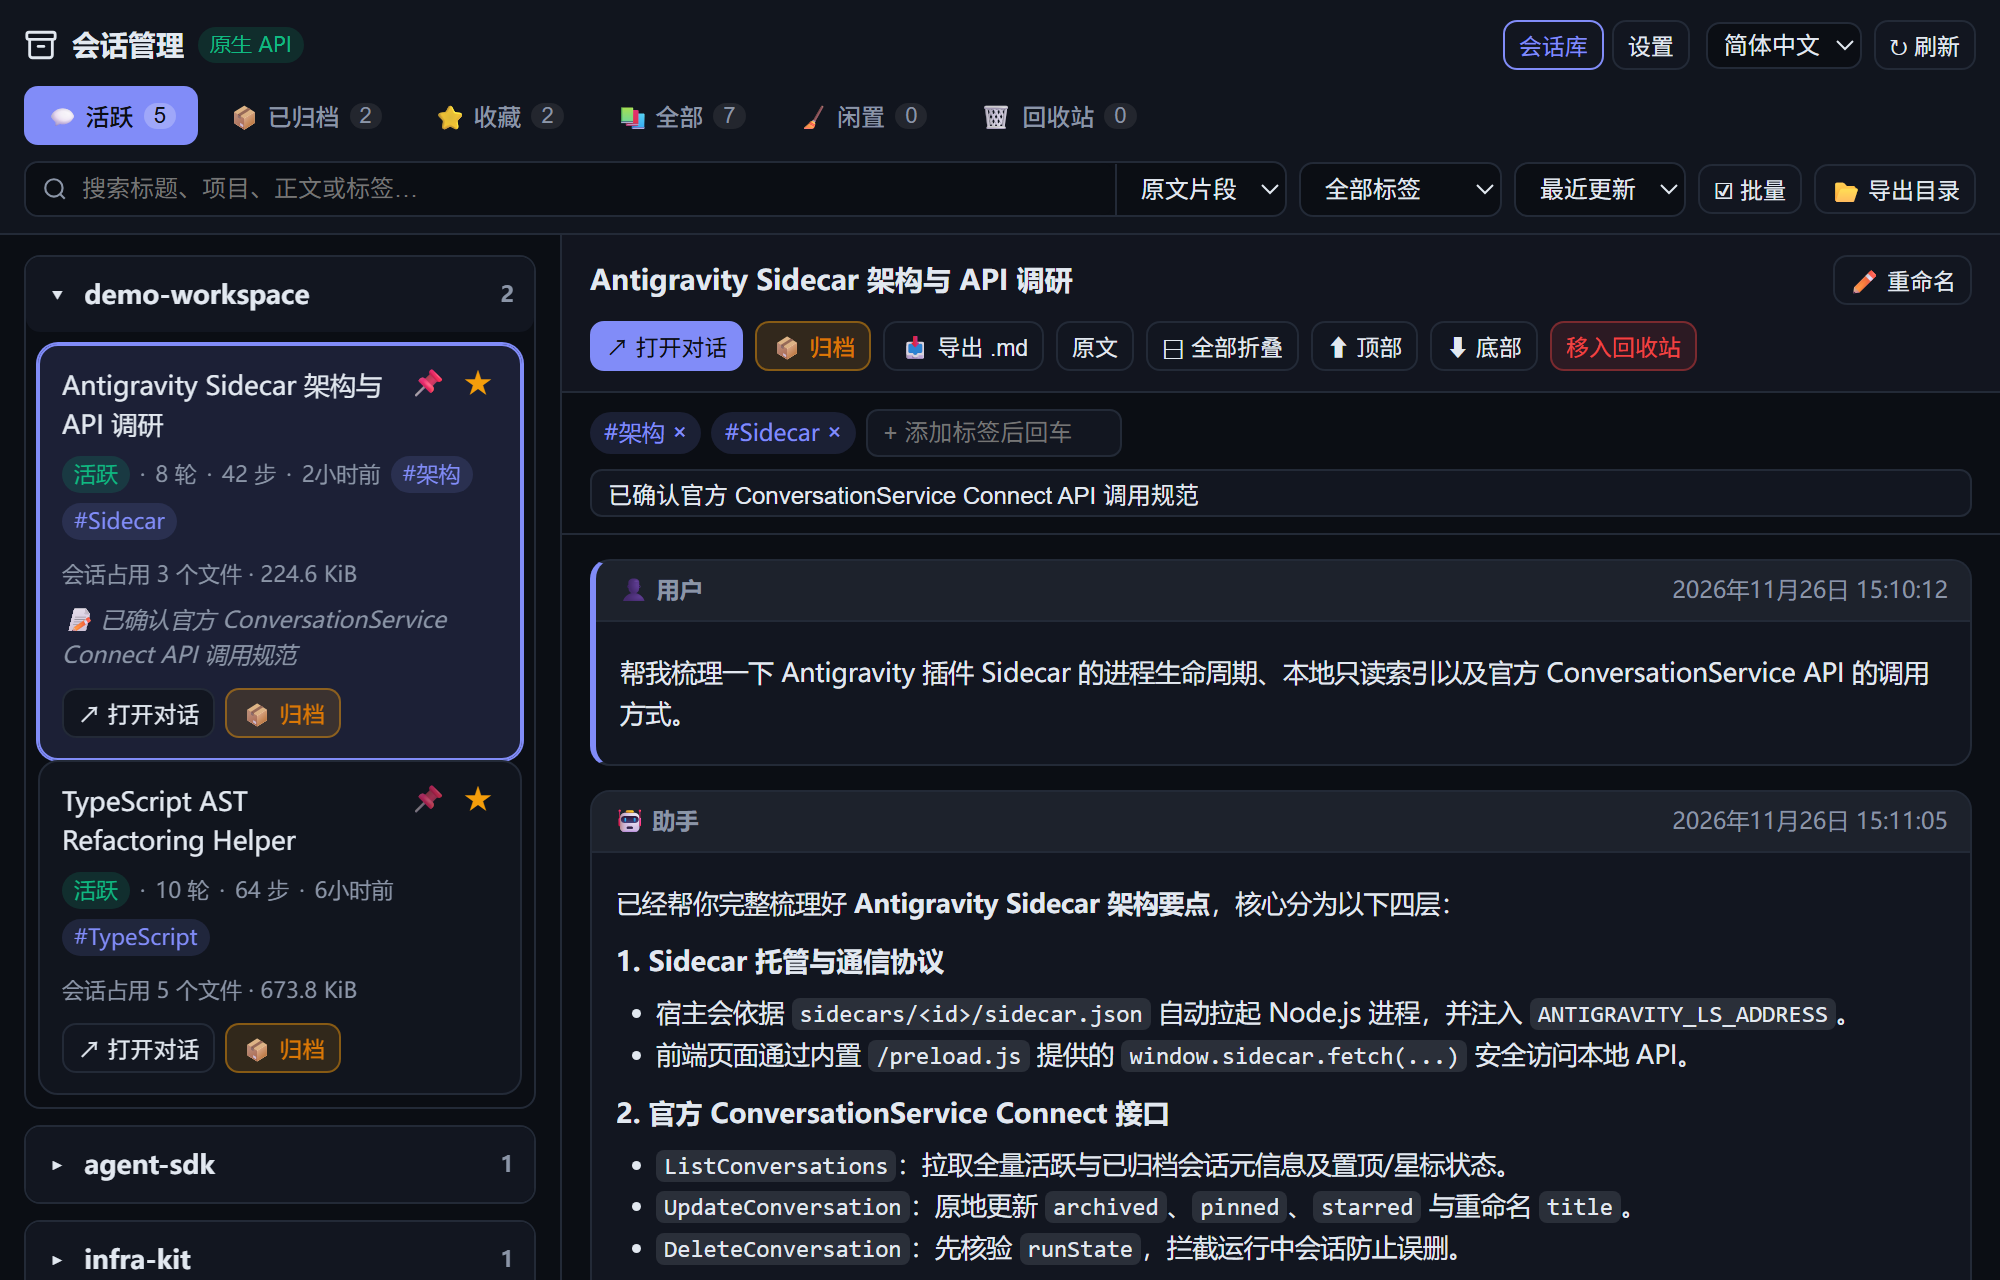 会话管理 原生 API 会话库 设置 简体中文 ↻ 刷新
活跃 5 已归档 2 收藏 2 全部 7 闲置 0 回收站 0
搜索标题、项目、正文或标签… 原文片段 全部标签 最近更新 ☑ 批量 导出目录
▾ demo-workspace 2
Antigravity Sidecar 架构与
API 调研
活跃 · 8 轮 · 42 步 · 2小时前 #架构
#Sidecar
会话占用 3 个文件 · 224.6 KiB
已确认官方 ConversationService
Connect API 调用规范
↗ 打开对话 归档
TypeScript AST
Refactoring Helper
活跃 · 10 轮 · 64 步 · 6小时前
#TypeScript
会话占用 5 个文件 · 673.8 KiB
↗ 打开对话 归档
▸ agent-sdk 1
▸ infra-kit 1
Antigravity Sidecar 架构与 API 调研 重命名
↗ 打开对话 归档 导出 .md 原文 全部折叠 ⬆ 顶部 ⬇ 底部 移入回收站
#架构 × #Sidecar × + 添加标签后回车
已确认官方 ConversationService Connect API 调用规范
用户 2026年11月26日 15:10:12
帮我梳理一下 Antigravity 插件 Sidecar 的进程生命周期、本地只读索引以及官方 ConversationService API 的调用
方式。
助手 2026年11月26日 15:11:05
已经帮你完整梳理好 Antigravity Sidecar 架构要点，核心分为以下四层：
1. Sidecar 托管与通信协议
• 宿主会依据 sidecars/<id>/sidecar.json 自动拉起 Node.js 进程，并注入 ANTIGRAVITY_LS_ADDRESS。
• 前端页面通过内置 /preload.js 提供的 window.sidecar.fetch(...) 安全访问本地 API。
2. 官方 ConversationService Connect 接口
• ListConversations：拉取全量活跃与已归档会话元信息及置顶/星标状态。
• UpdateConversation：原地更新 archived、pinned、starred 与重命名 title。
• DeleteConversation：先核验 runState，拦截运行中会话防止误删。